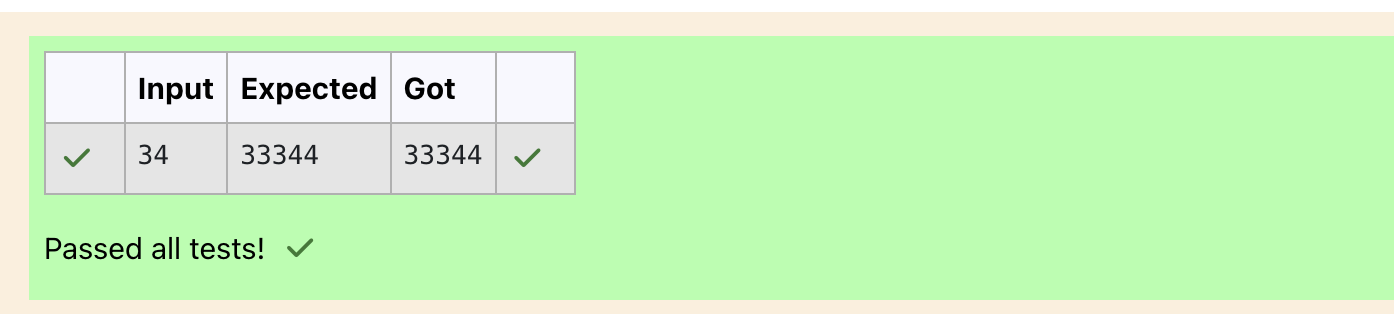 Input Expected Got
34 33344 33344
Passed all tests!